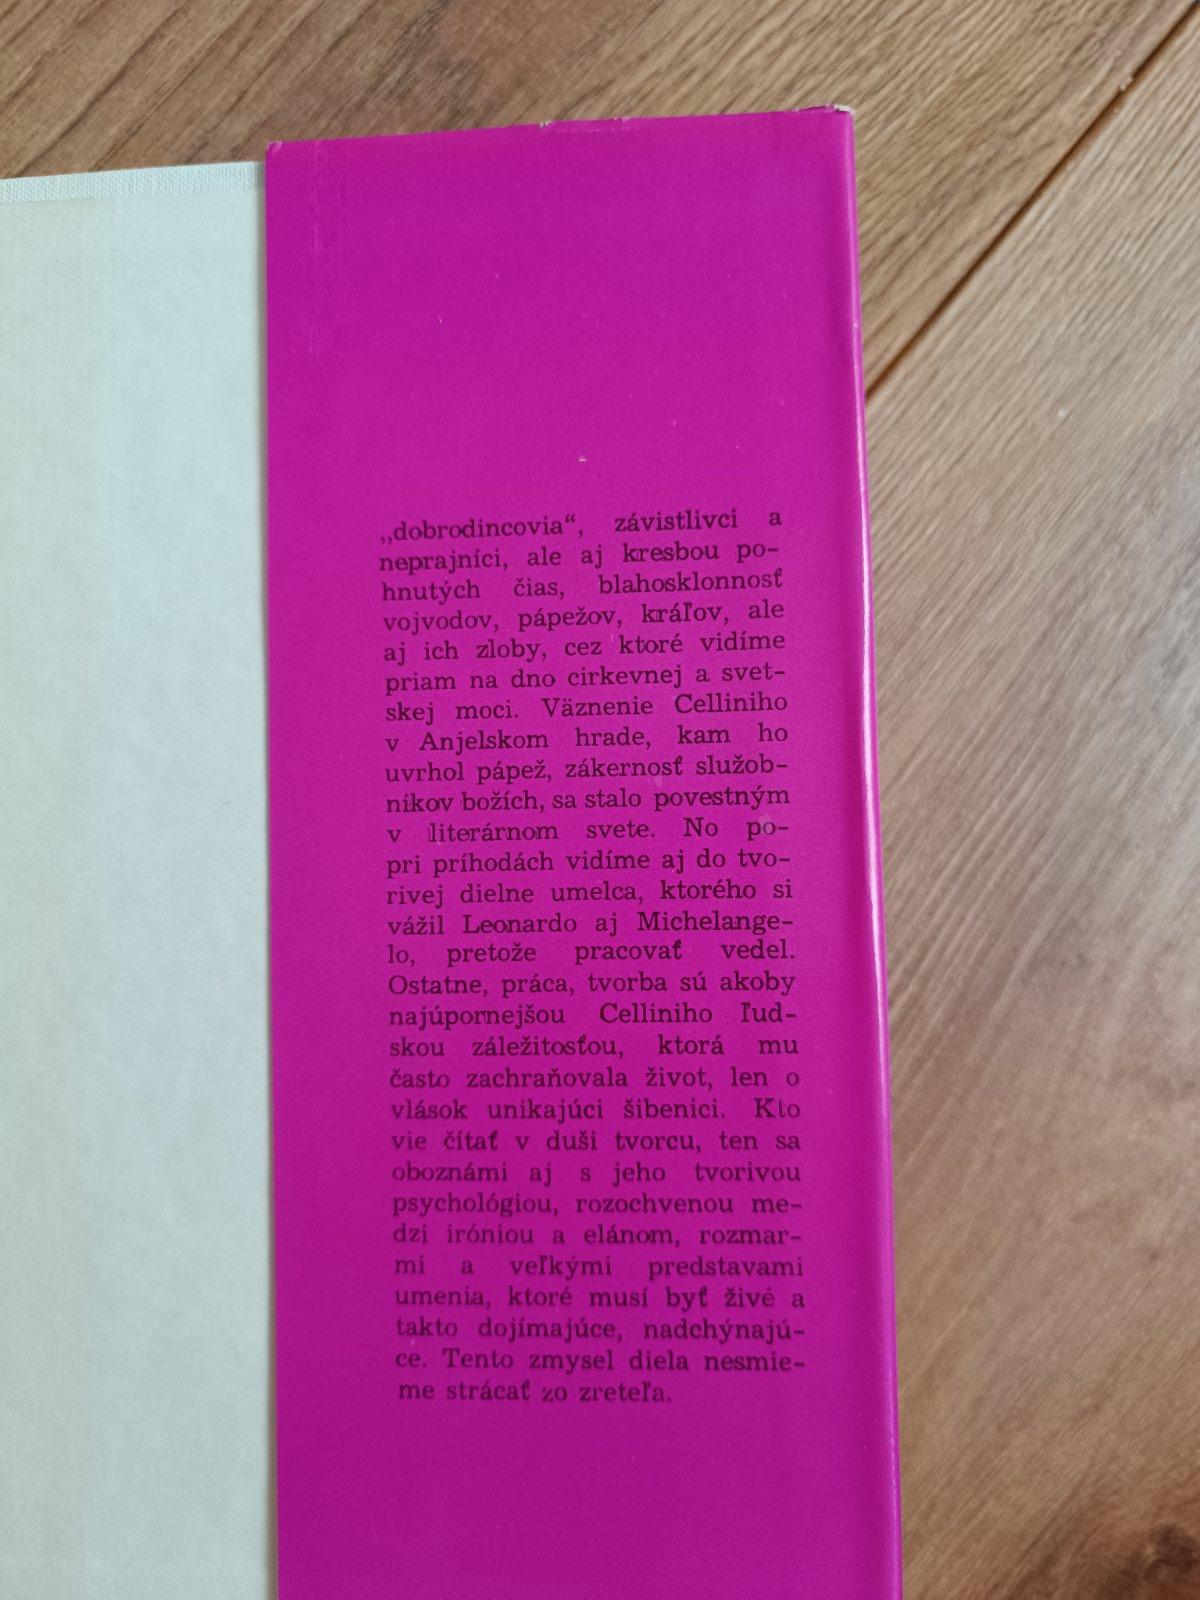 „dobrodincovia“, závistlivci a
neprajníci, ale aj kresbou po-
hnutých čias, blahosklonnosť
vojvodov, pápežov, kráľov, ale
aj ich zloby, cez ktoré vidíme
priam na dno cirkevnej a svet-
skej moci. Väznenie Celliniho
v Anjelskom hrade, kam ho
uvrhol pápež, zákernosť služob-
níkov božích, sa stalo povestným
v literárnom svete. No po-
pri príhodách vidíme aj do tvo-
rivej dielne umelca, ktorého si
vážil Leonardo aj Michelange-
lo, pretože pracovať vedel.
Ostatne, práca, tvorba sú akoby
najúpornejšou Celliniho ľud-
skou záležitosťou, ktorá mu
často zachraňovala život, len o
vlások unikajúci šibenici. Kto
vie čítať v duši tvorcu, ten sa
oboznámi aj s jeho tvorivou
psychológiou, rozochvenou me-
dzi iróniou a elánom, rozmar-
mi a veľkými predstavami
umenia, ktoré musí byť živé a
takto dojímajúce, nadchýnajú-
ce. Tento zmysel diela nesmie-
me strácať zo zreteľa.